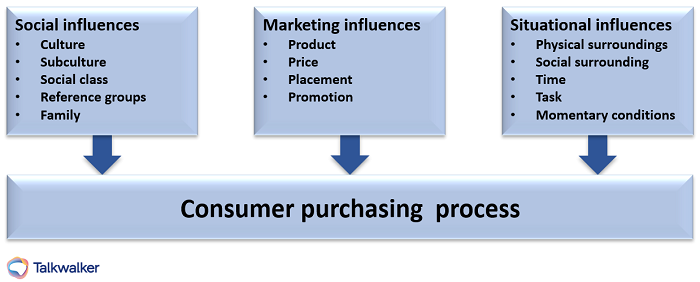 Social influences
• Culture
• Subculture
• Social class
• Reference groups
• Family
Marketing influences
• Product
• Price
• Placement
• Promotion
Situational influences
• Physical surroundings
• Social surrounding
• Time
• Task
• Momentary conditions
Consumer purchasing process
Talkwalker